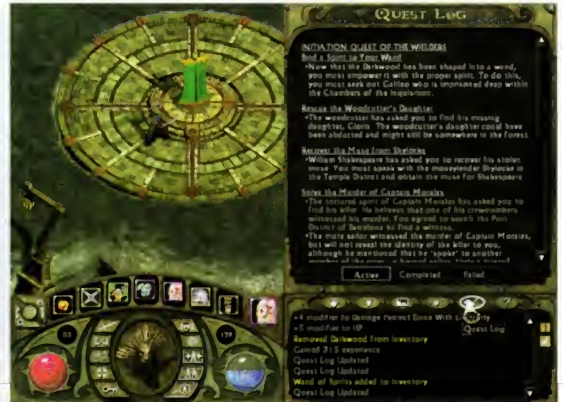 QUEST LOG
INITIATION QUEST OF THE WIELDERS
Bind a Spirit to Your Wand
•Now that the Darkwood has been shaped into a wand,
you must empower it with the proper spirit. To do this,
you must seek out Galileo who is imprisoned deep within
the Chambers of the Inquisition.
Rescue the Woodcutter's Daughter
•The woodcutter has asked you to find his missing
daughter, The woodcutter's daughter could have
been abducted and might still be somewhere in the forest.
Recover the Muse from Shylocke
•William Shakespeare has asked you to recover his stolen
muse. You must speak with the moneylender Shylocke in
the Temple District and obtain the muse for Shakespeare.
Solve the Murder of Captain Morales
•The tortured spirit of Captain Morales has asked you to
find his killer. He believes that one of his crewmembers
witnessed his murder. You agreed to search the Port
District of Barcelona to find a witness.
•The mute sailor witnessed the murder of Captain Morales,
but will not reveal the identity of the killer to you,
although he mentioned that he 'spoke' to another
Active Completed Failed
+4 modifier to Damage Percent Done With
+5 modifier to HP
Quest Log
Removed Darkwood from inventory
Gained 315 experience
Quest Log Updated
Quest Log Updated
Wand of Spirits added to inventory
Quest Log Updated